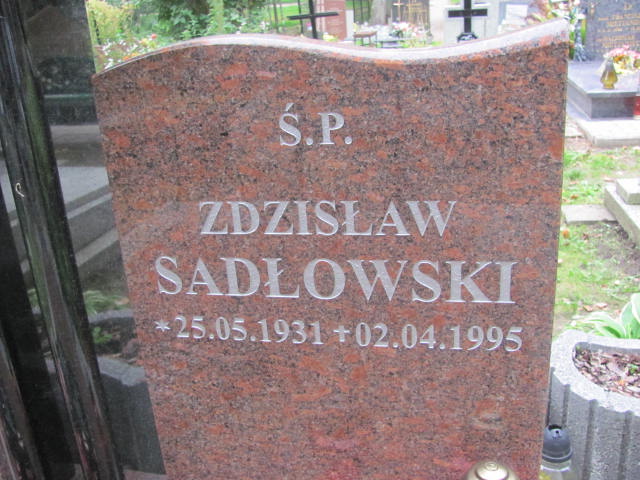 Ś.P.
ZDZISŁAW
SADŁOWSKI
*25.05.1931 +02.04.1995